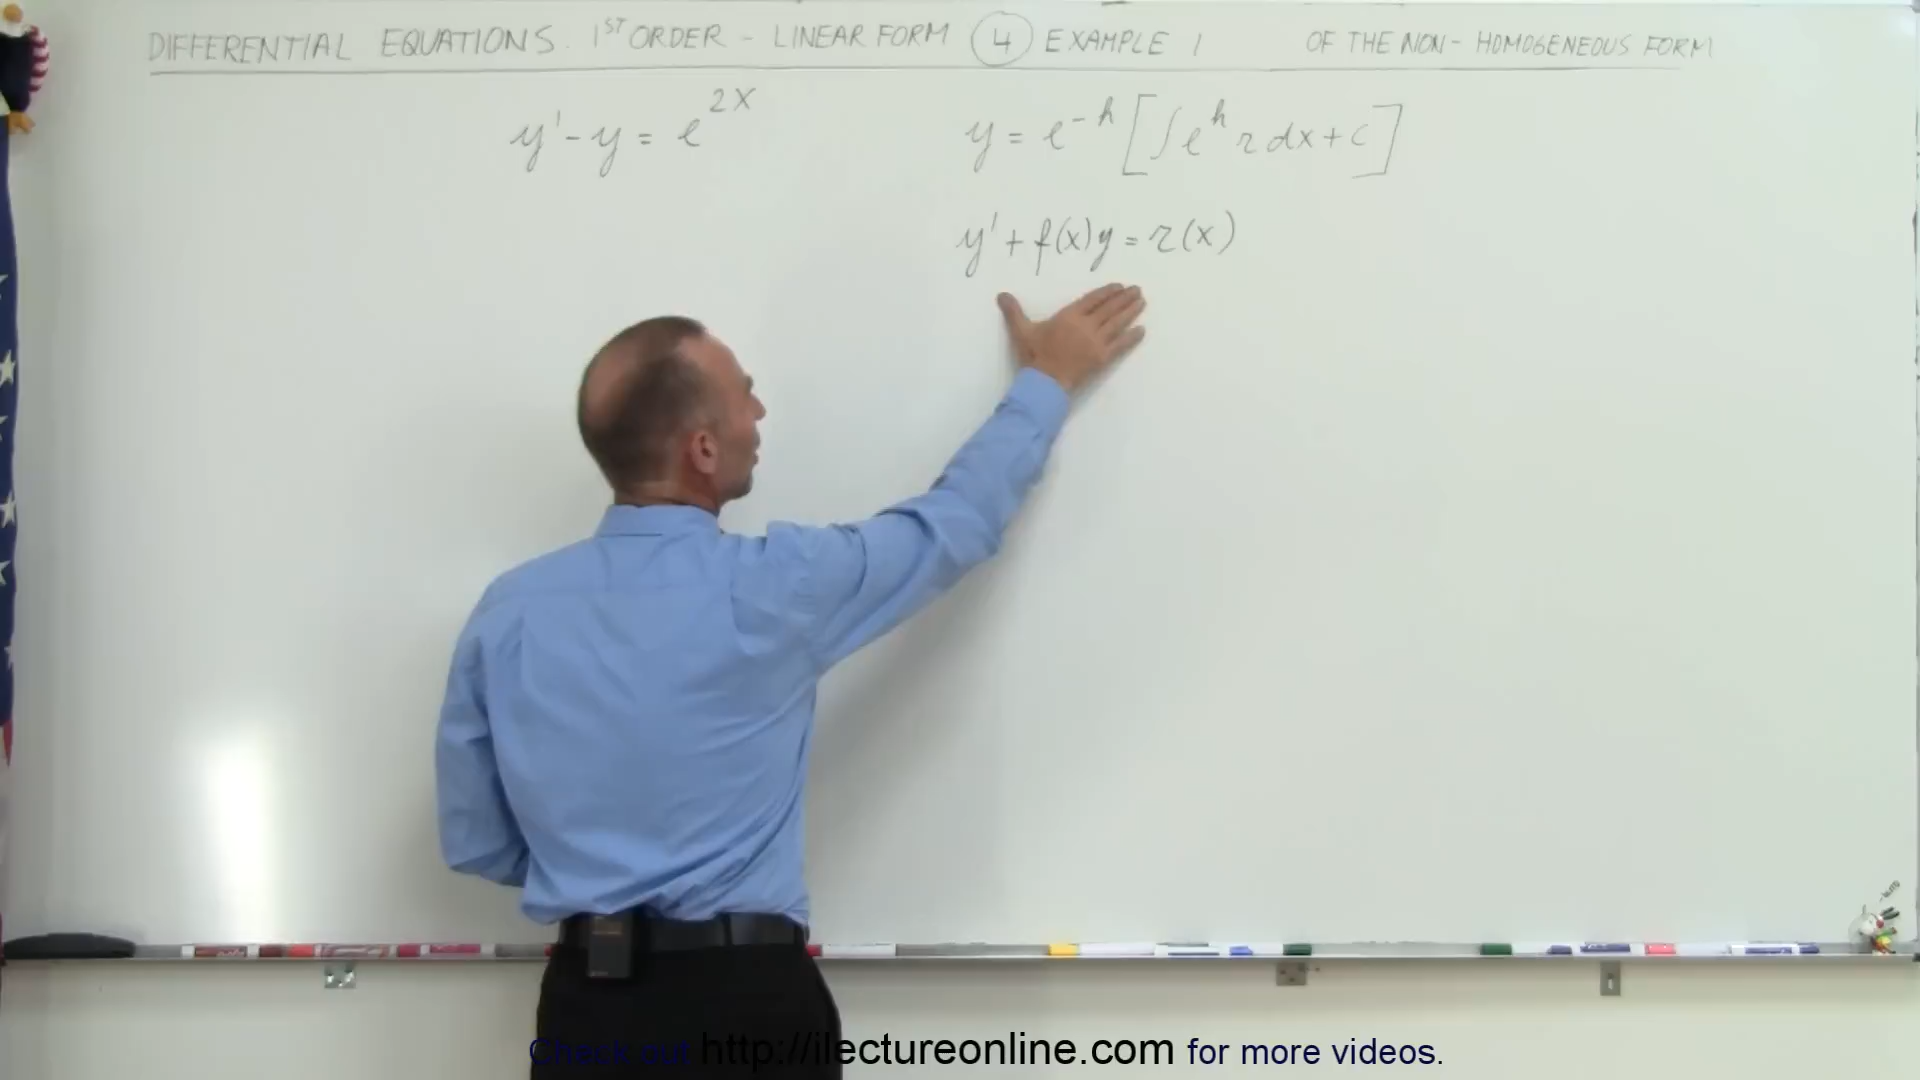 DIFFERENTIAL EQUATIONS. 1ST ORDER - LINEAR FORM 4 EXAMPLE 1 OF THE NON-HOMOGENEOUS FORM
y' - y = e^{2x}
y = e^{-h} [∫e^h r dx + c]
y' + f(x)y = r(x)
Check out http://ilectureonline.com for more videos.